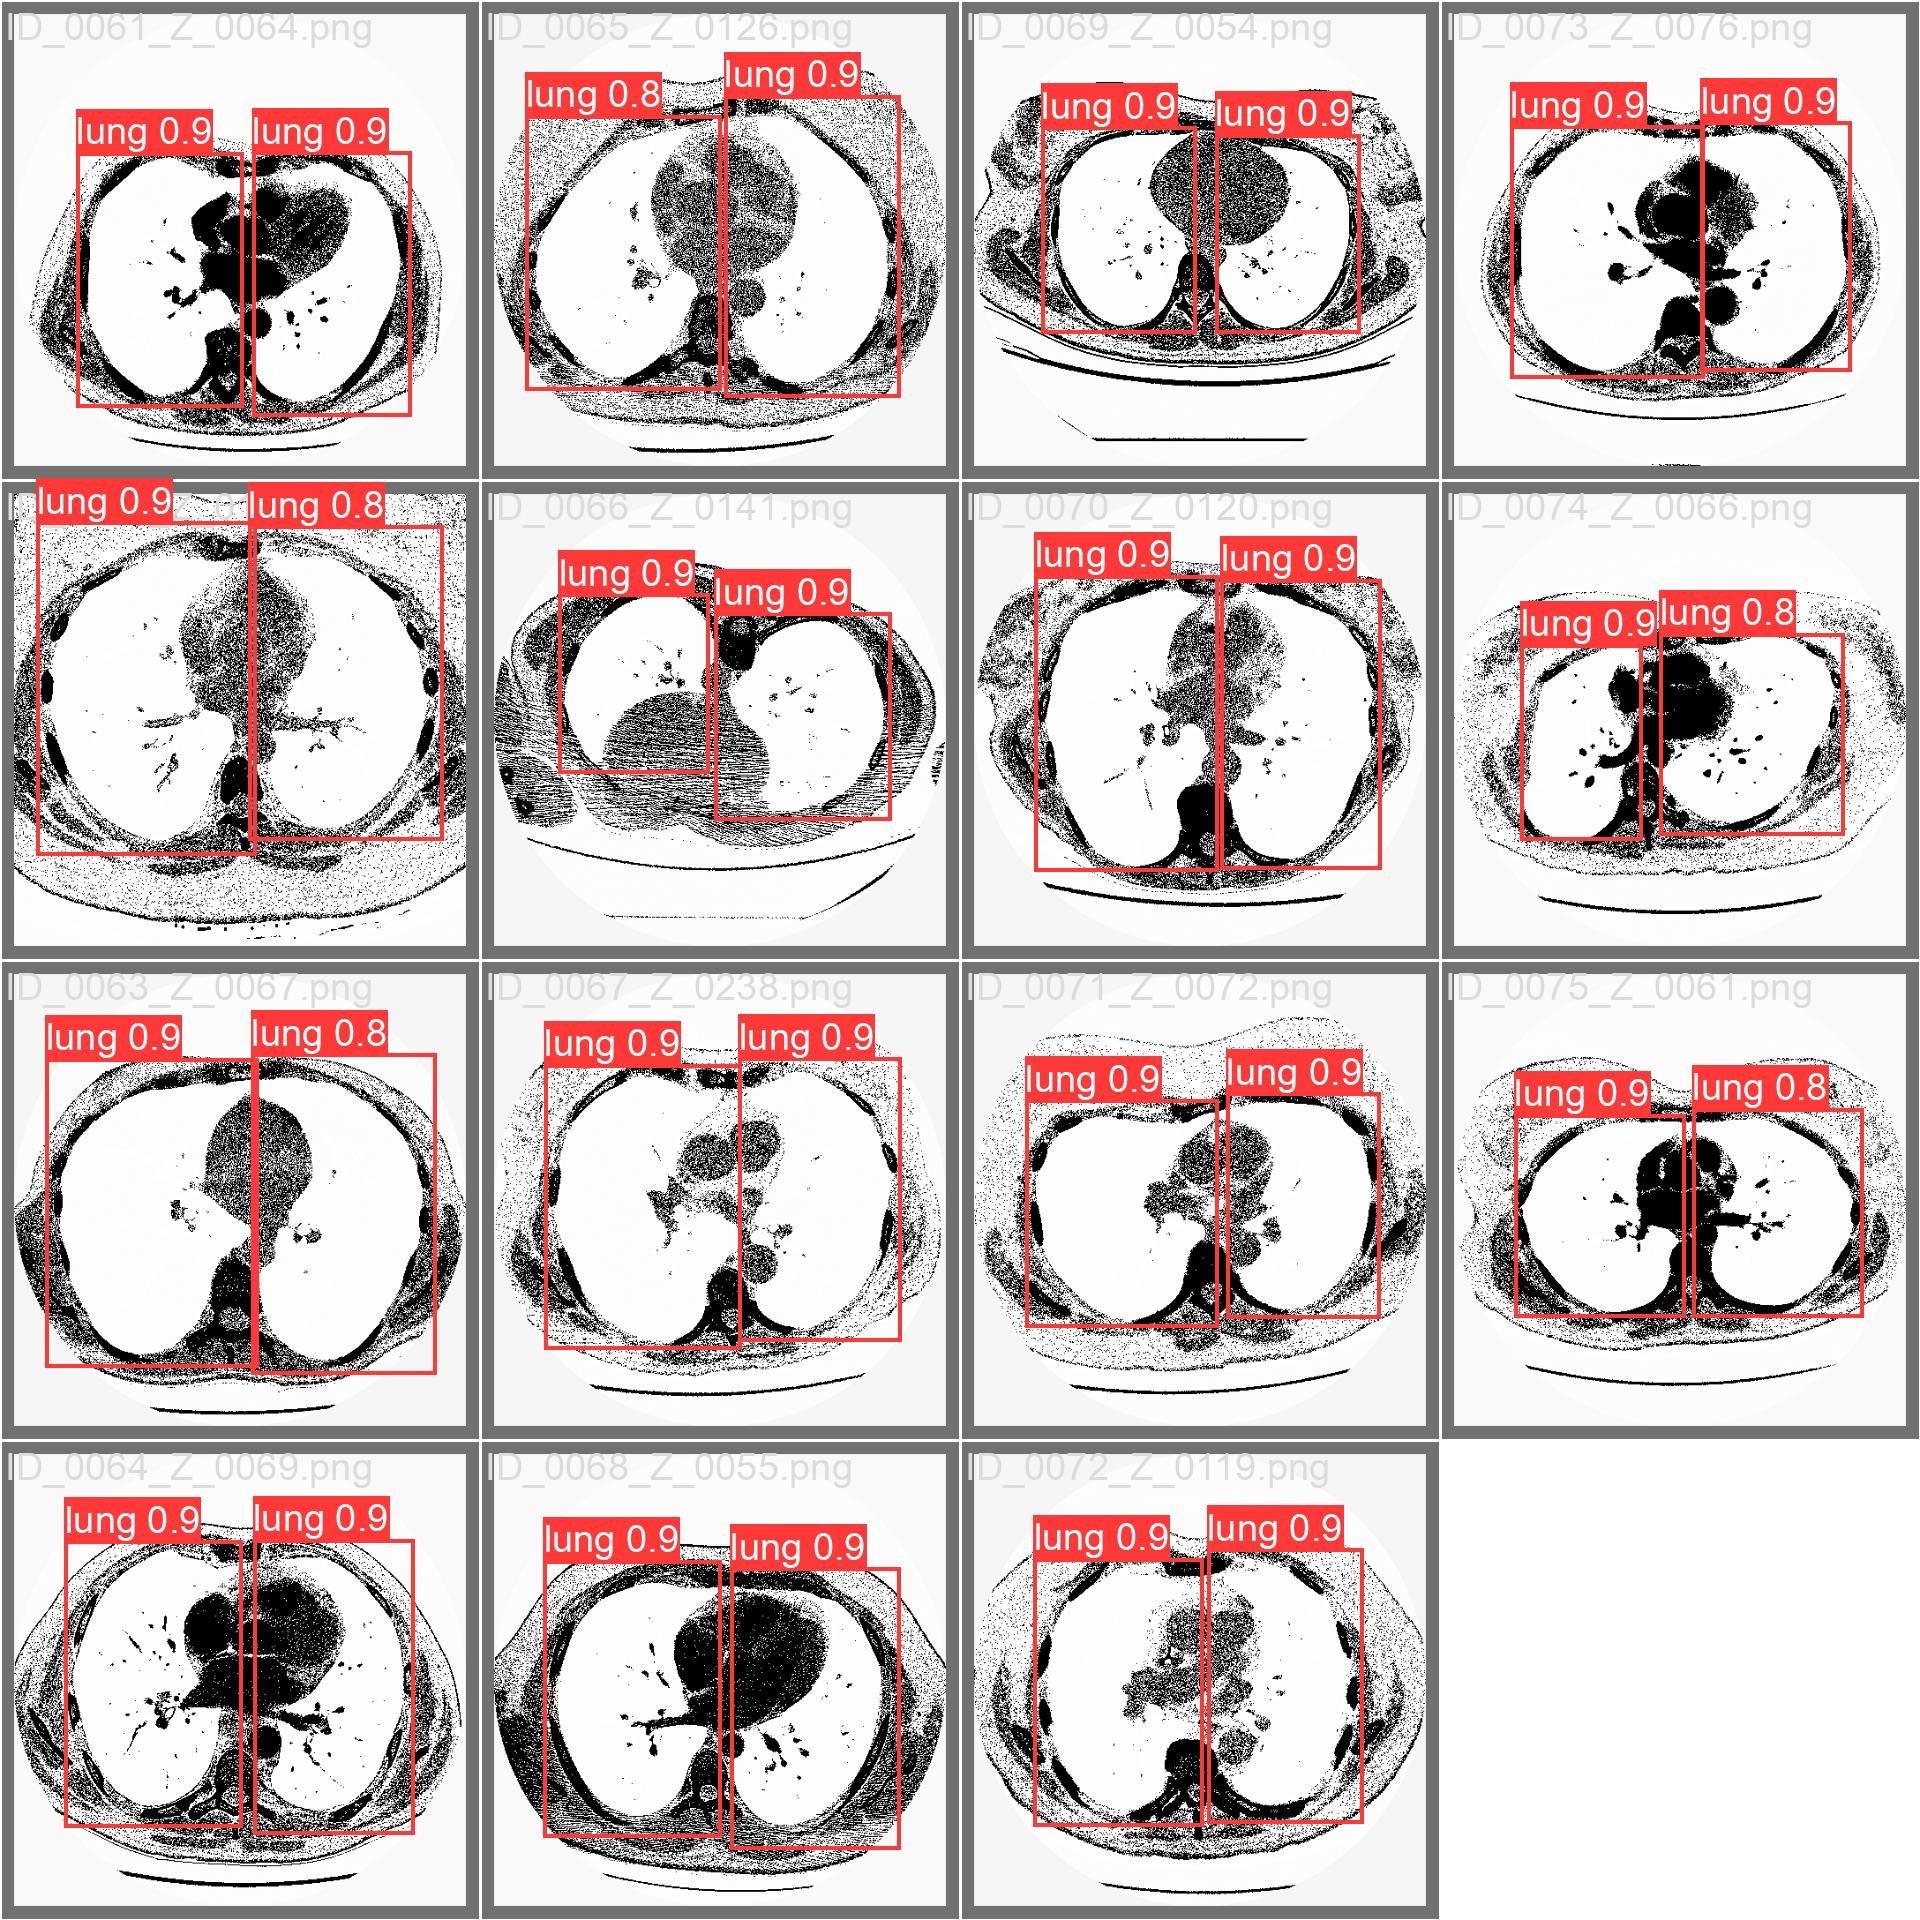 ID_0061_Z_0064.png
lung 0.9
lung 0.9
ID_0065_Z_0126.png
lung 0.8
lung 0.9
ID_0069_Z_0054.png
lung 0.9
lung 0.9
ID_0073_Z_0076.png
lung 0.9
lung 0.9
lung 0.9
lung 0.8
ID_0066_Z_0141.png
lung 0.9
lung 0.9
ID_0070_Z_0120.png
lung 0.9
lung 0.9
ID_0074_Z_0066.png
lung 0.9
lung 0.8
ID_0063_Z_0067.png
lung 0.9
lung 0.8
ID_0067_Z_0238.png
lung 0.9
lung 0.9
ID_0071_Z_0072.png
lung 0.9
lung 0.9
ID_0075_Z_0061.png
lung 0.9
lung 0.8
ID_0064_Z_0069.png
lung 0.9
lung 0.9
ID_0068_Z_0055.png
lung 0.9
lung 0.9
ID_0072_Z_0119.png
lung 0.9
lung 0.9